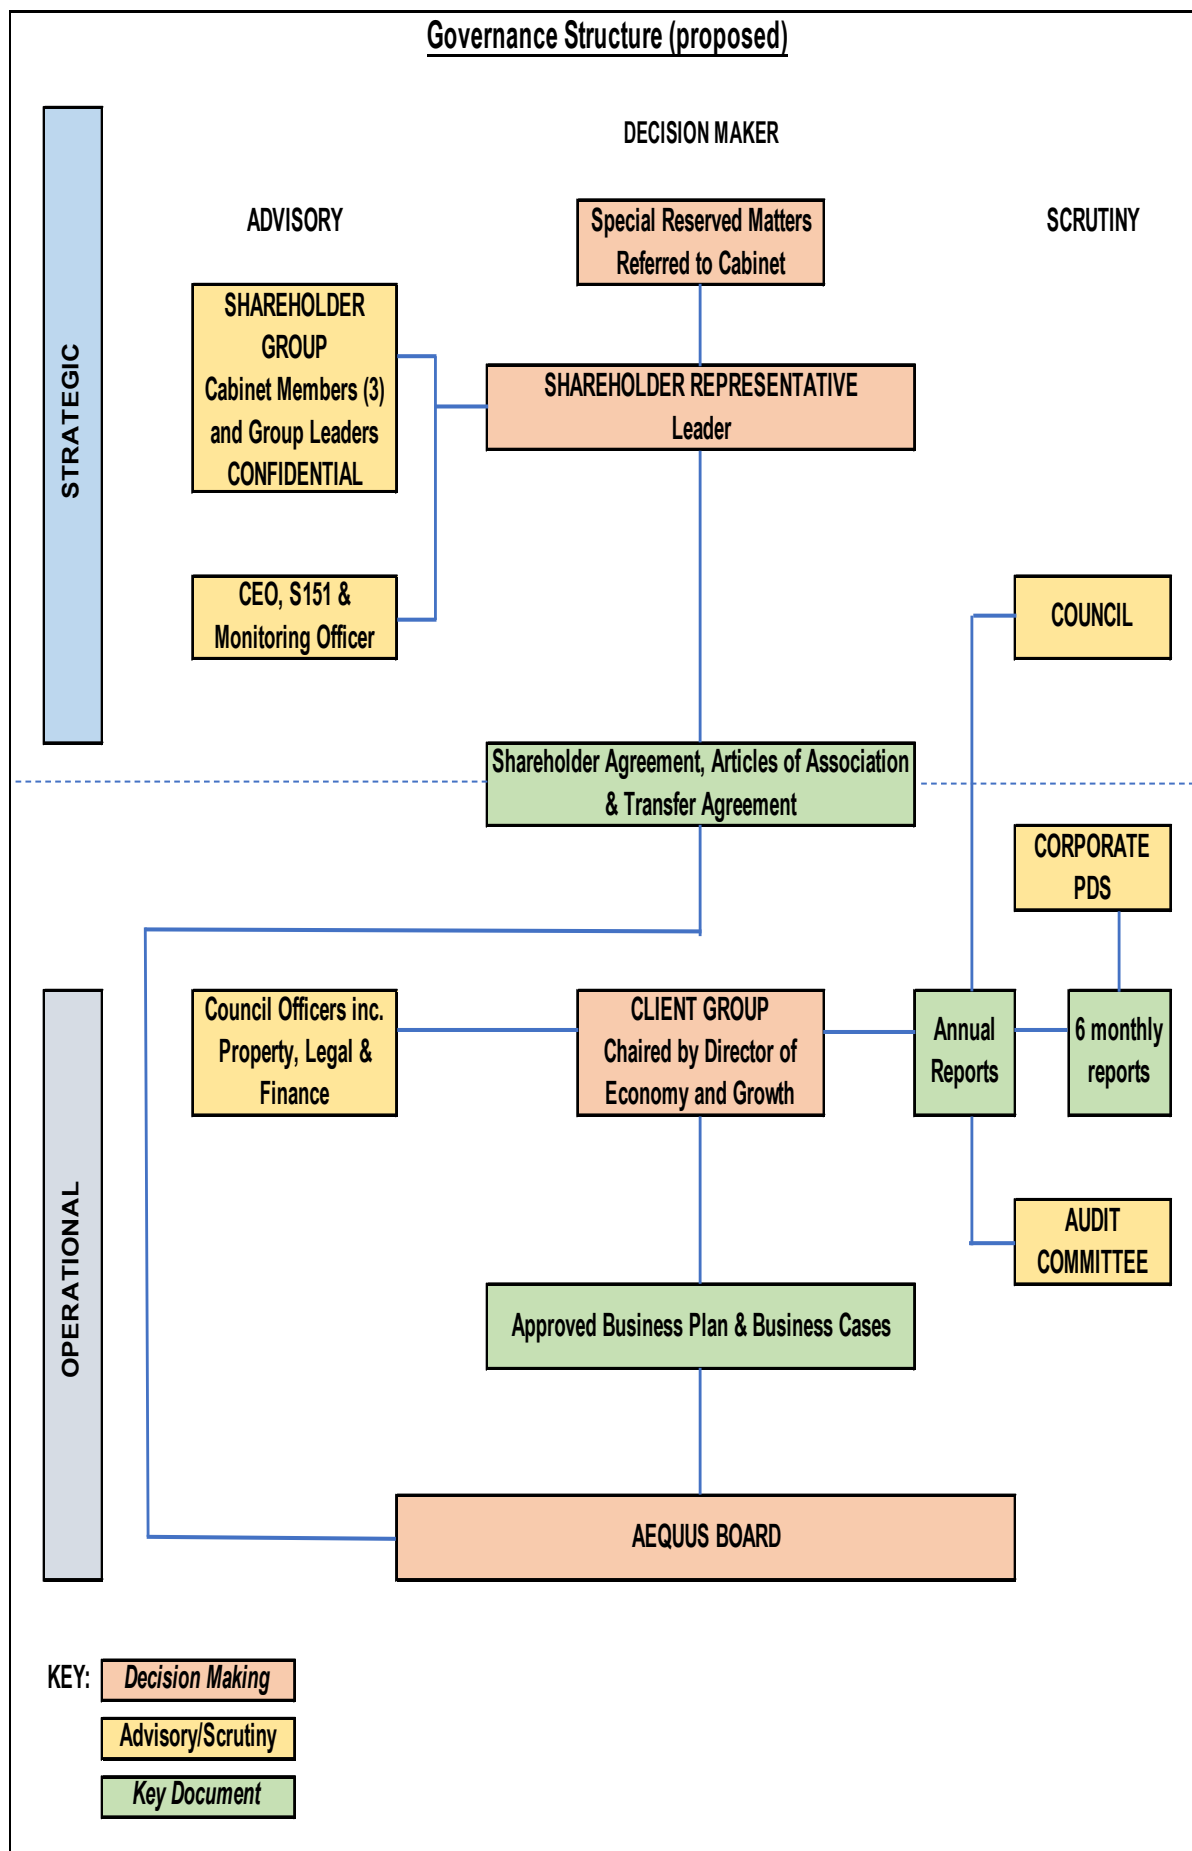 Governance Structure (proposed)
DECISION MAKER
ADVISORY
SCRUTINY
STRATEGIC
Special Reserved Matters
Referred to Cabinet
SHAREHOLDER
GROUP
Cabinet Members (3)
and Group Leaders
CONFIDENTIAL
SHAREHOLDER REPRESENTATIVE
Leader
CEO, S151 &
Monitoring Officer
COUNCIL
Shareholder Agreement, Articles of Association
& Transfer Agreement
CORPORATE
PDS
OPERATIONAL
Council Officers inc.
Property, Legal &
Finance
CLIENT GROUP
Chaired by Director of
Economy and Growth
Annual
Reports
6 monthly
reports
AUDIT
COMMITTEE
Approved Business Plan & Business Cases
AEQUUS BOARD
KEY:
Decision Making
Advisory/Scrutiny
Key Document